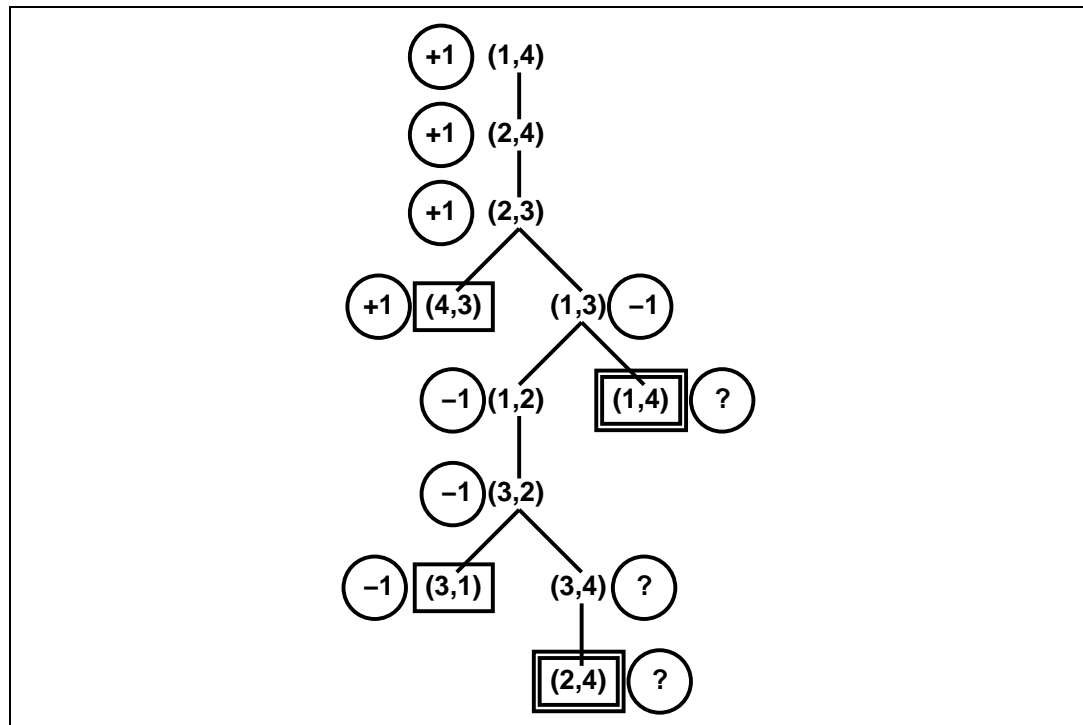 +1 (1,4)
+1 (2,4)
+1 (2,3)
+1 (4,3) (1,3) –1
–1 (1,2) (1,4) ?
–1 (3,2)
–1 (3,1) (3,4) ?
(2,4) ?